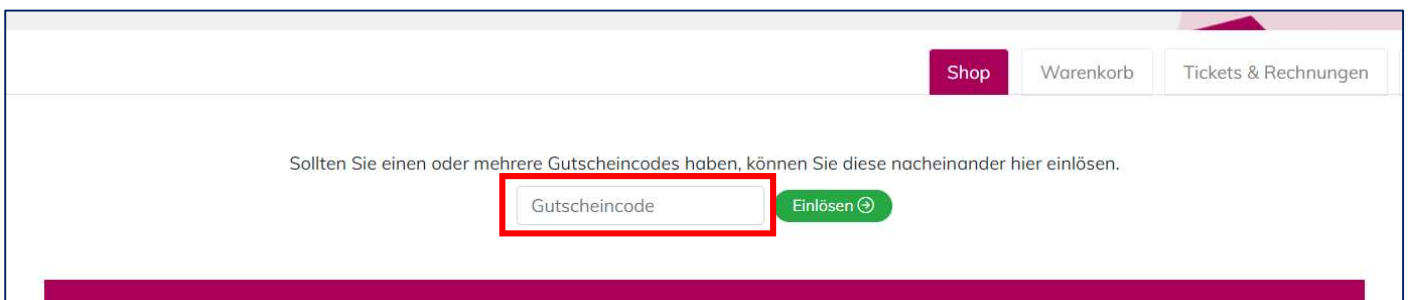 Shop Warenkorb Tickets & Rechnungen
Sollten Sie einen oder mehrere Gutscheincodes haben, können Sie diese nacheinander hier einlösen.
Gutscheincode Einlösen